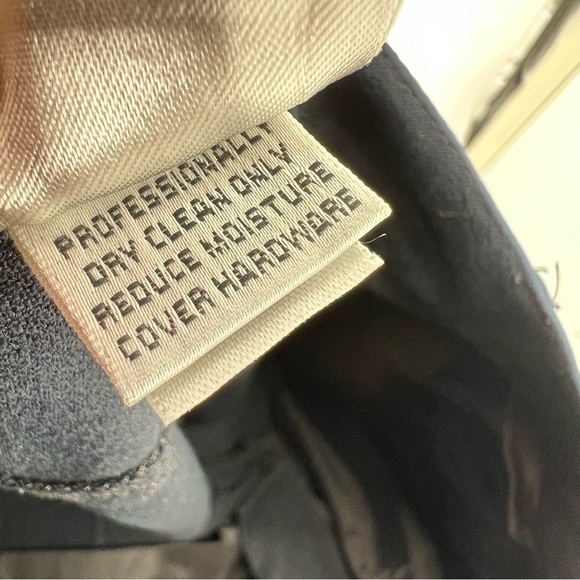 PROFESSIONALLY
DRY CLEAN ONLY
REDUCE MOISTURE
COVER HARDWARE